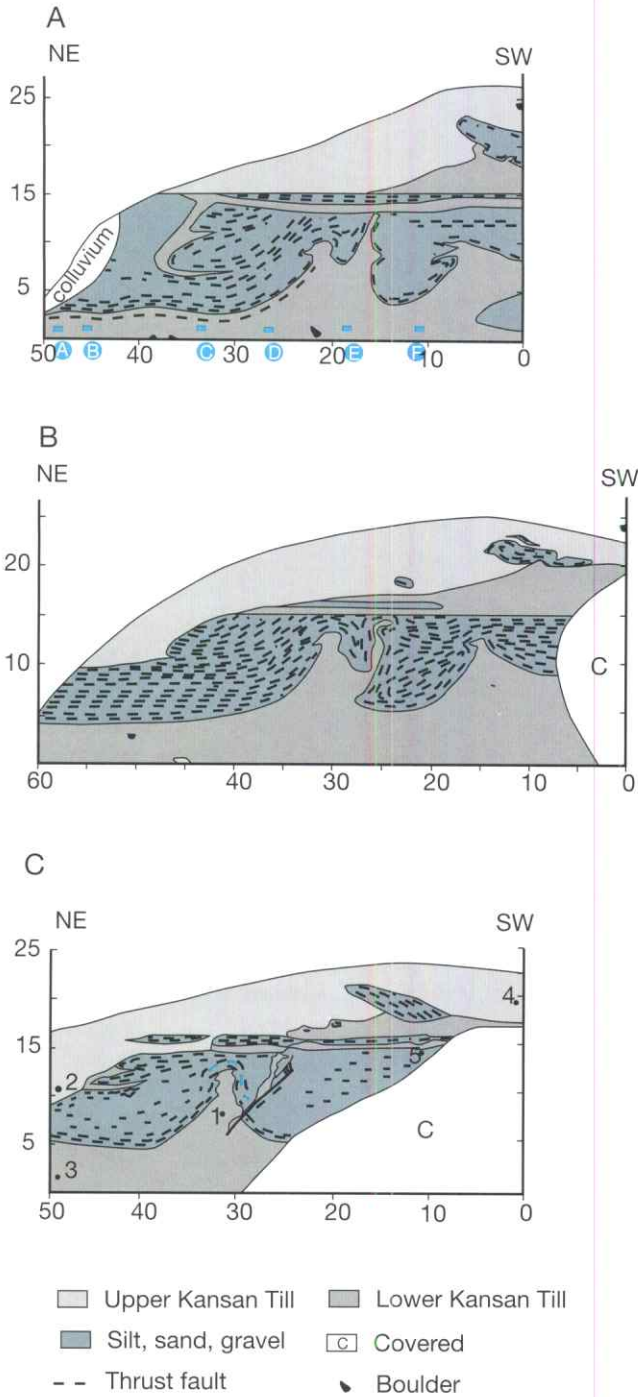 A
NE SW
25
15
5
colluvium
50 40 30 20 10 0
A B C D E F
B
NE SW
20
10
C
60 40 30 20 10 0
C
NE SW
25
15
5
2
3
1
4
5
C
50 40 30 20 10 0
Upper Kansan Till Lower Kansan Till
Silt, sand, gravel C Covered
Thrust fault Boulder